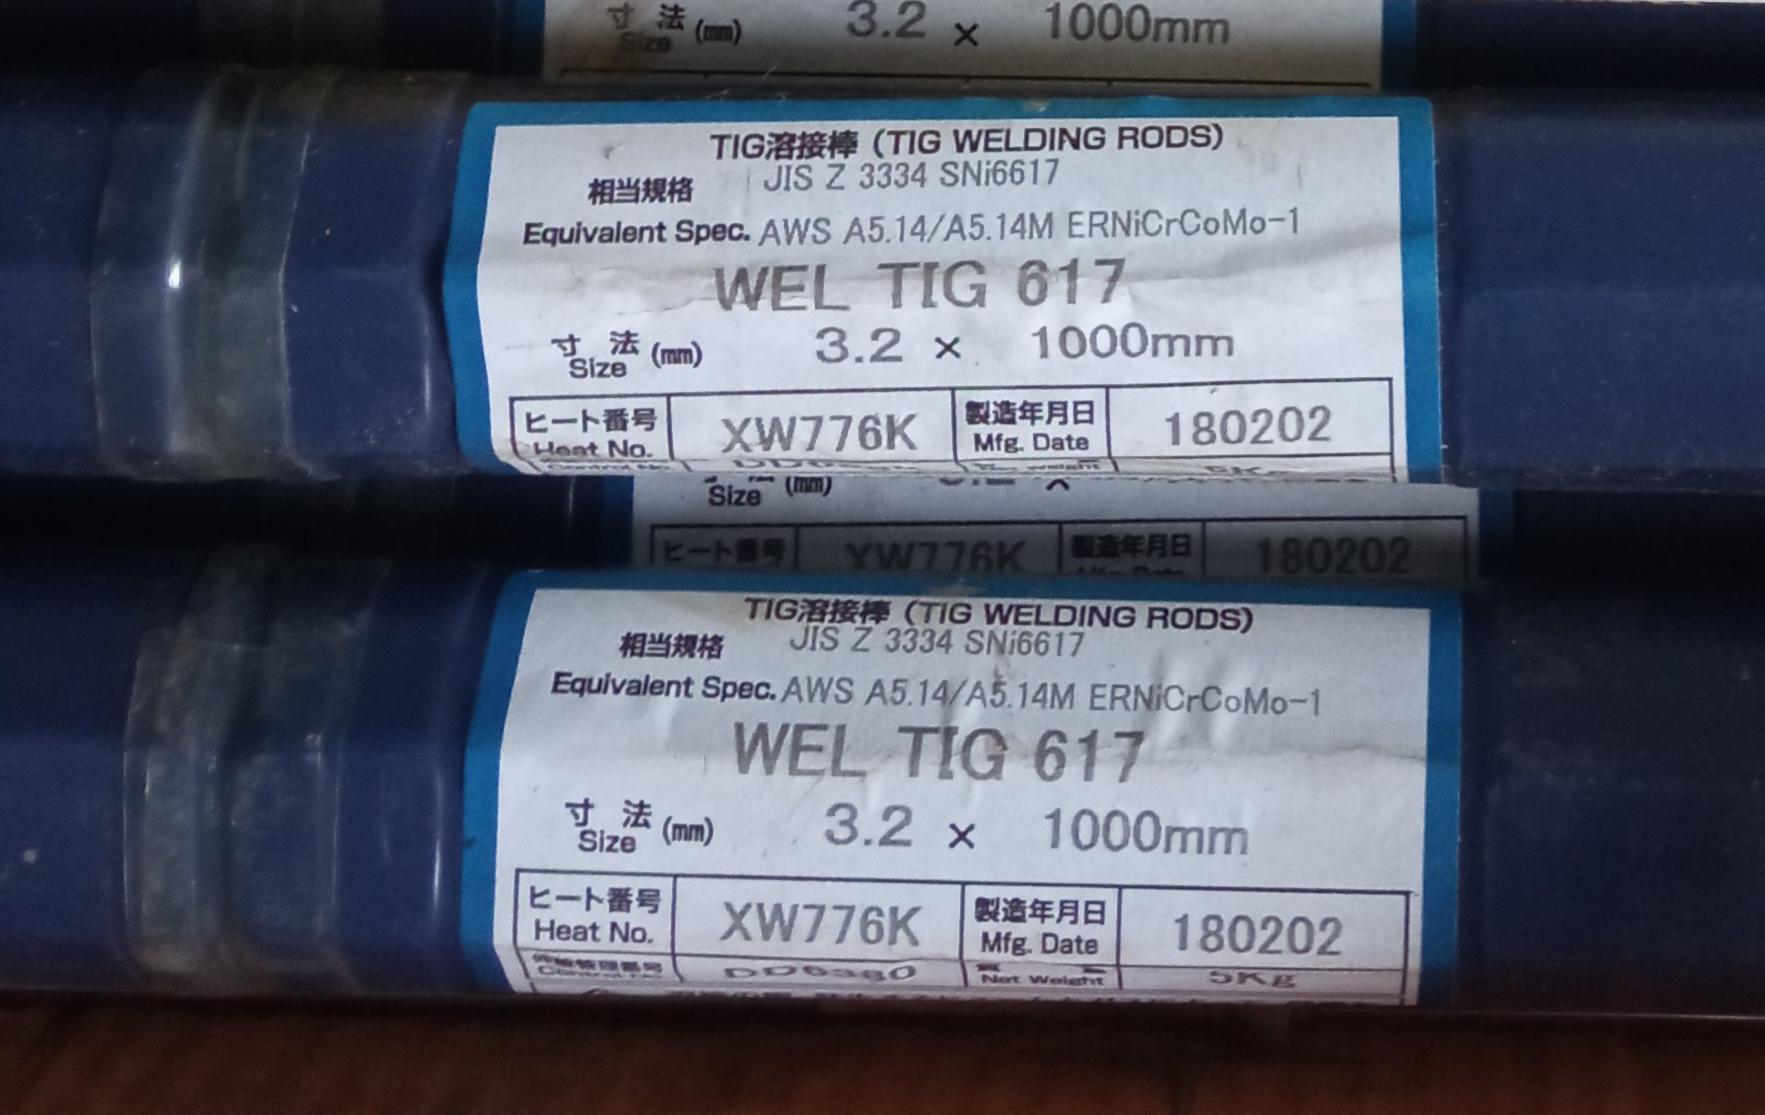 寸 法 (mm) 3.2 × 1000mm
Size
TIG溶接棒 (TIG WELDING RODS)
相当規格 JIS Z 3334 SNi6617
Equivalent Spec. AWS A5.14/A5.14M ERNiCrCoMo-1
WEL TIG 617
寸 法 (mm) 3.2 × 1000mm
Size
ヒート番号 XW776K 製造年月日 180202
Heat No. Mfg. Date
Control No.
Size (mm)
ヒート番号 XW776K 製造年月日 180202
TIG溶接棒 (TIG WELDING RODS)
相当規格 JIS Z 3334 SNi6617
Equivalent Spec. AWS A5.14/A5.14M ERNiCrCoMo-1
WEL TIG 617
寸 法 (mm) 3.2 × 1000mm
Size
ヒート番号 XW776K 製造年月日 180202
Heat No. Mfg. Date
Net Weight 5Kg